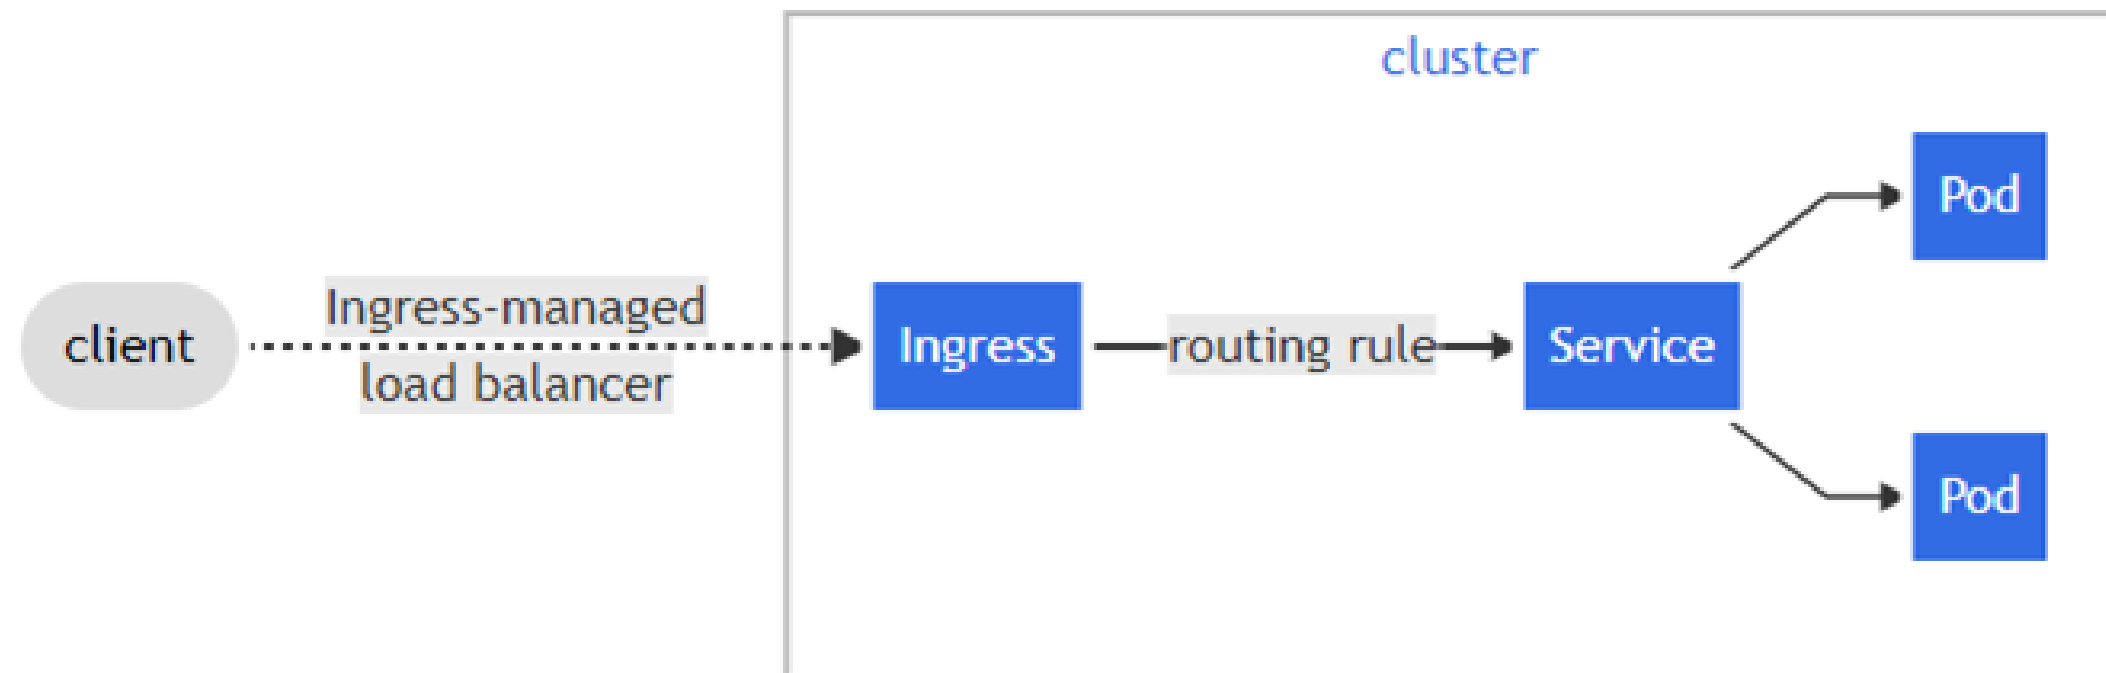 cluster
client
Ingress-managed
load balancer
Ingress
routing rule
Service
Pod
Pod